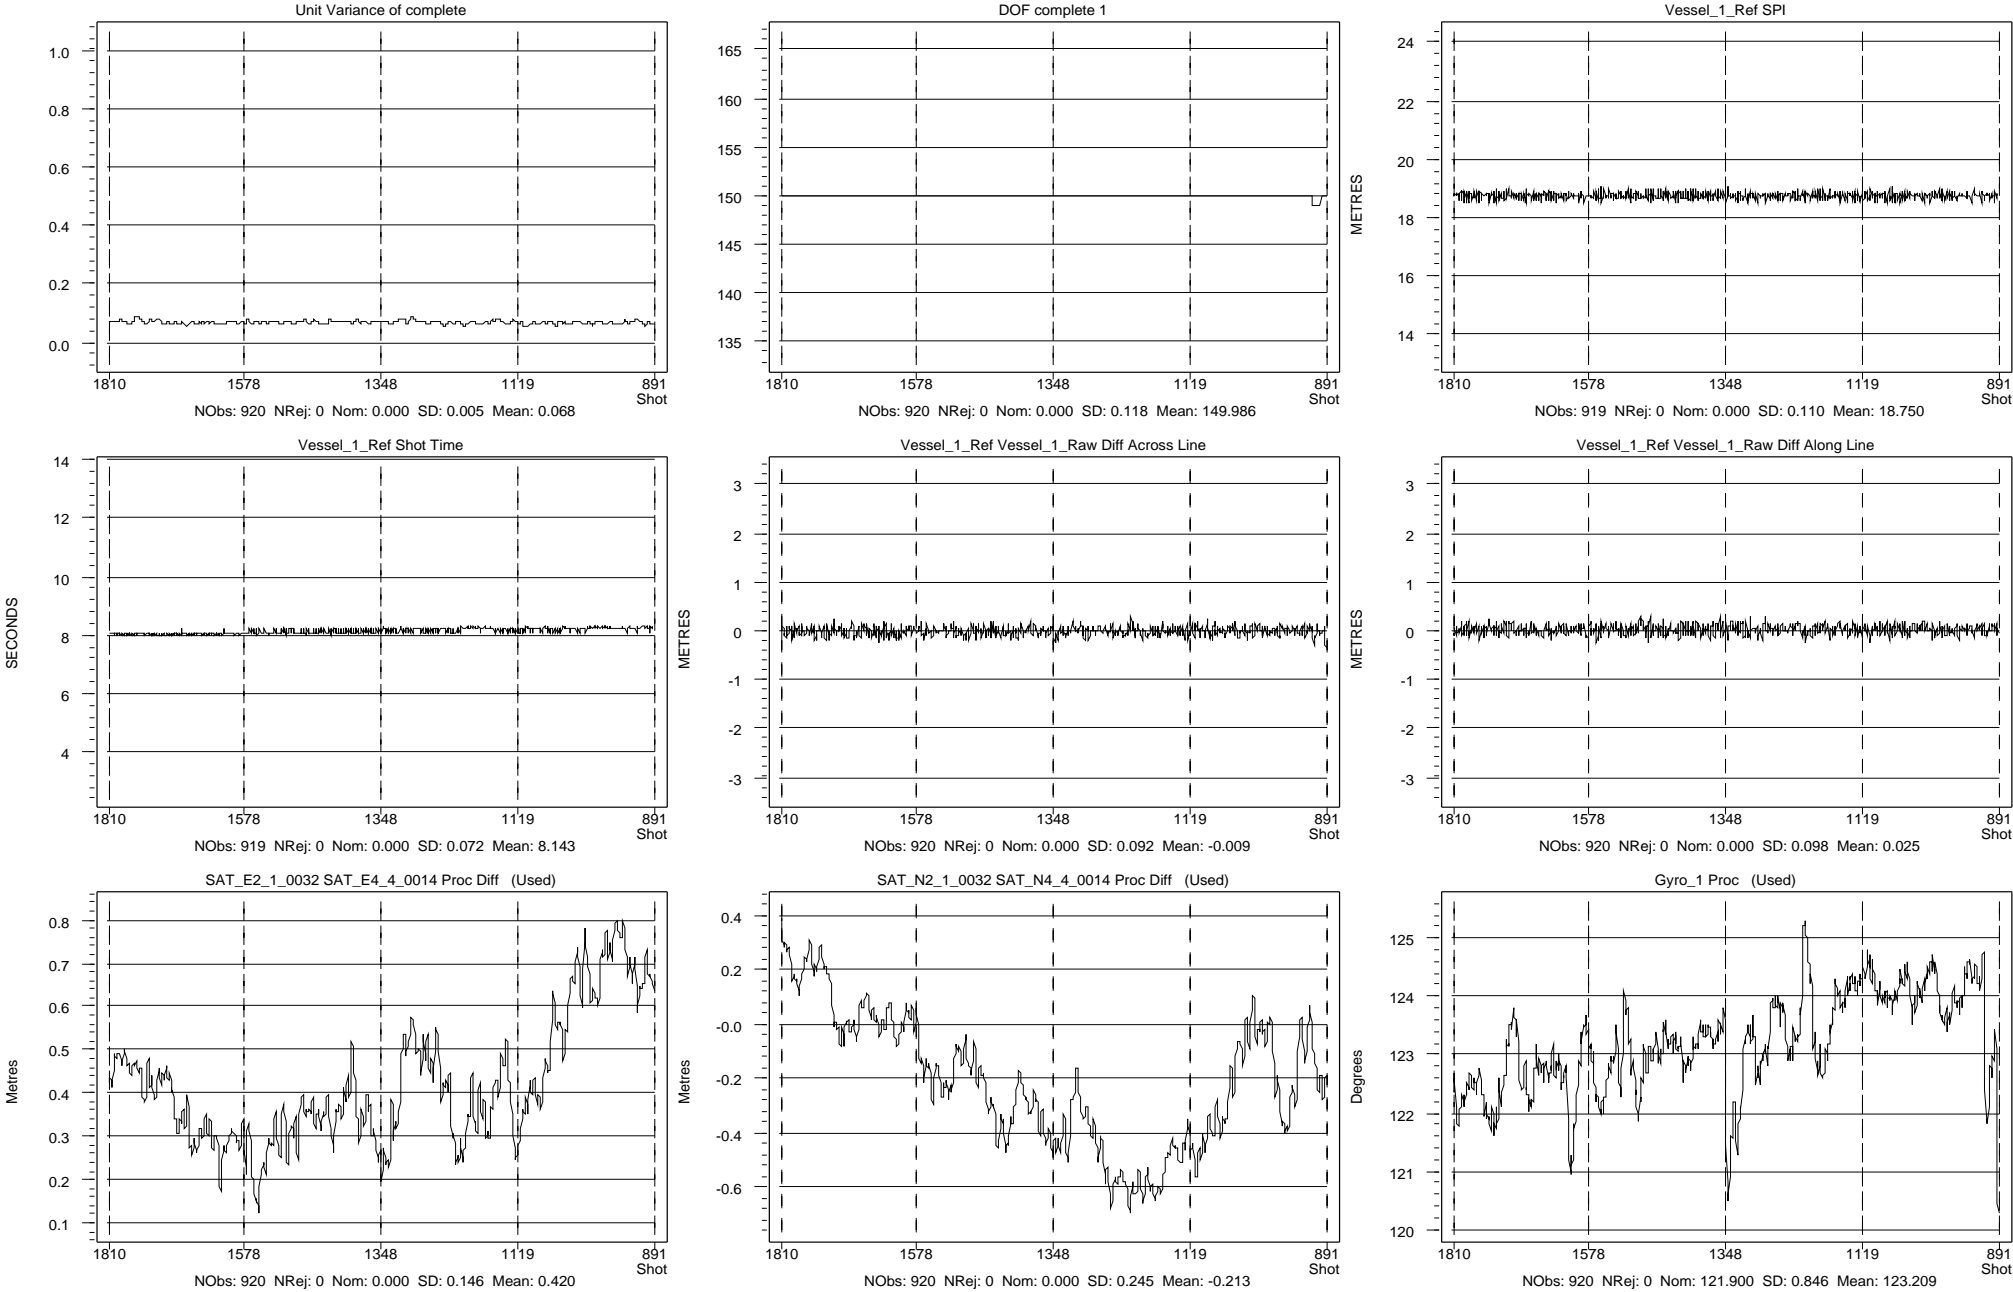 Unit Variance of complete
1.0
0.8
0.6
0.4
0.2
0.0
1810 1578 1348 1119 891
Shot
NObs: 920 NRej: 0 Nom: 0.000 SD: 0.005 Mean: 0.068
DOF complete 1
165
160
155
150
145
140
135
1810 1578 1348 1119 891
Shot
NObs: 920 NRej: 0 Nom: 0.000 SD: 0.118 Mean: 149.986
Vessel_1_Ref SPI
METRES
24
22
20
18
16
14
1810 1578 1348 1119 891
Shot
NObs: 919 NRej: 0 Nom: 0.000 SD: 0.110 Mean: 18.750
Vessel_1_Ref Shot Time
SECONDS
14
12
10
8
6
4
1810 1578 1348 1119 891
Shot
NObs: 919 NRej: 0 Nom: 0.000 SD: 0.072 Mean: 8.143
Vessel_1_Ref Vessel_1_Raw Diff Across Line
METRES
3
2
1
0
-1
-2
-3
1810 1578 1348 1119 891
Shot
NObs: 920 NRej: 0 Nom: 0.000 SD: 0.092 Mean: -0.009
Vessel_1_Ref Vessel_1_Raw Diff Along Line
METRES
3
2
1
0
-1
-2
-3
1810 1578 1348 1119 891
Shot
NObs: 920 NRej: 0 Nom: 0.000 SD: 0.098 Mean: 0.025
SAT_E2_1_0032 SAT_E4_4_0014 Proc Diff (Used)
Metres
0.8
0.7
0.6
0.5
0.4
0.3
0.2
0.1
1810 1578 1348 1119 891
Shot
NObs: 920 NRej: 0 Nom: 0.000 SD: 0.146 Mean: 0.420
SAT_N2_1_0032 SAT_N4_4_0014 Proc Diff (Used)
Metres
0.4
0.2
-0.0
-0.2
-0.4
-0.6
1810 1578 1348 1119 891
Shot
NObs: 920 NRej: 0 Nom: 0.000 SD: 0.245 Mean: -0.213
Gyro_1 Proc (Used)
Degrees
125
124
123
122
121
120
1810 1578 1348 1119 891
Shot
NObs: 920 NRej: 0 Nom: 121.900 SD: 0.846 Mean: 123.209